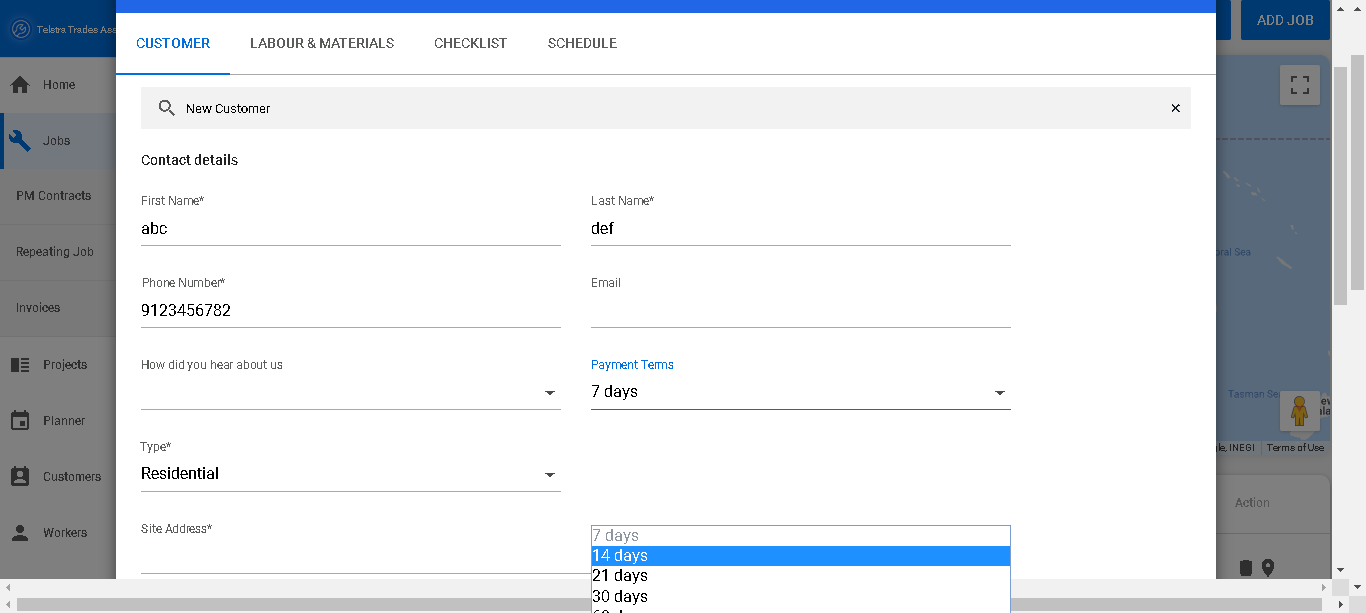 Telstra Trades Ass
ADD JOB
CUSTOMER
LABOUR & MATERIALS
CHECKLIST
SCHEDULE
Home
New Customer
Jobs
Contact details
PM Contracts
First Name*
Last Name*
abc
def
Repeating Job
Phone Number*
Email
9123456782
Invoices
Projects
How did you hear about us
Payment Terms
7 days
Planner
Type*
Residential
Customers
Site Address*
Workers
7 days
14 days
21 days
30 days
oral Sea
Tasman Sea
gle, INEGI
Terms of Use
Action